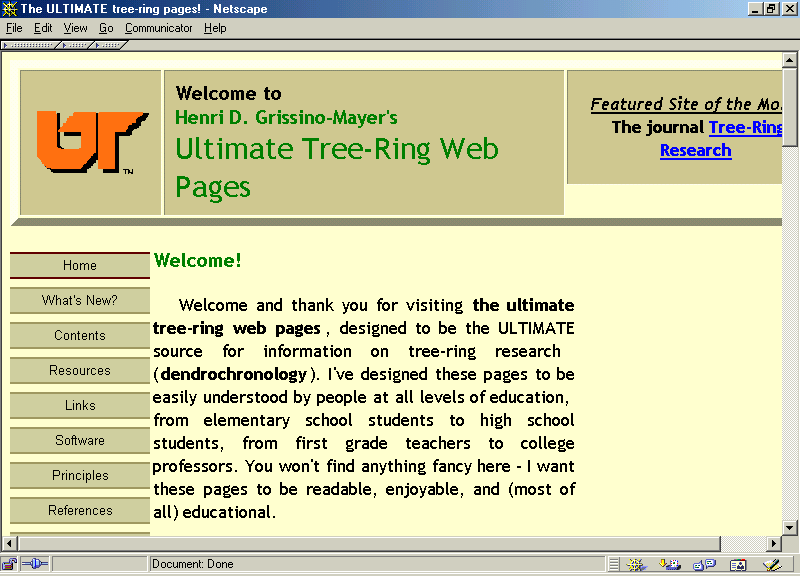 The ULTIMATE tree-ring pages! - Netscape
File Edit View Go Communicator Help
UT
TM
Welcome to
Henri D. Grissino-Mayer's
Ultimate Tree-Ring Web
Pages
Featured Site of the Mo
The journal Tree-Ring
Research
Home
What's New?
Contents
Resources
Links
Software
Principles
References
Welcome!
Welcome and thank you for visiting the ultimate
tree-ring web pages , designed to be the ULTIMATE
source for information on tree-ring research
(dendrochronology). I've designed these pages to be
easily understood by people at all levels of education,
from elementary school students to high school
students, from first grade teachers to college
professors. You won't find anything fancy here - I want
these pages to be readable, enjoyable, and (most of
all) educational.
Document: Done